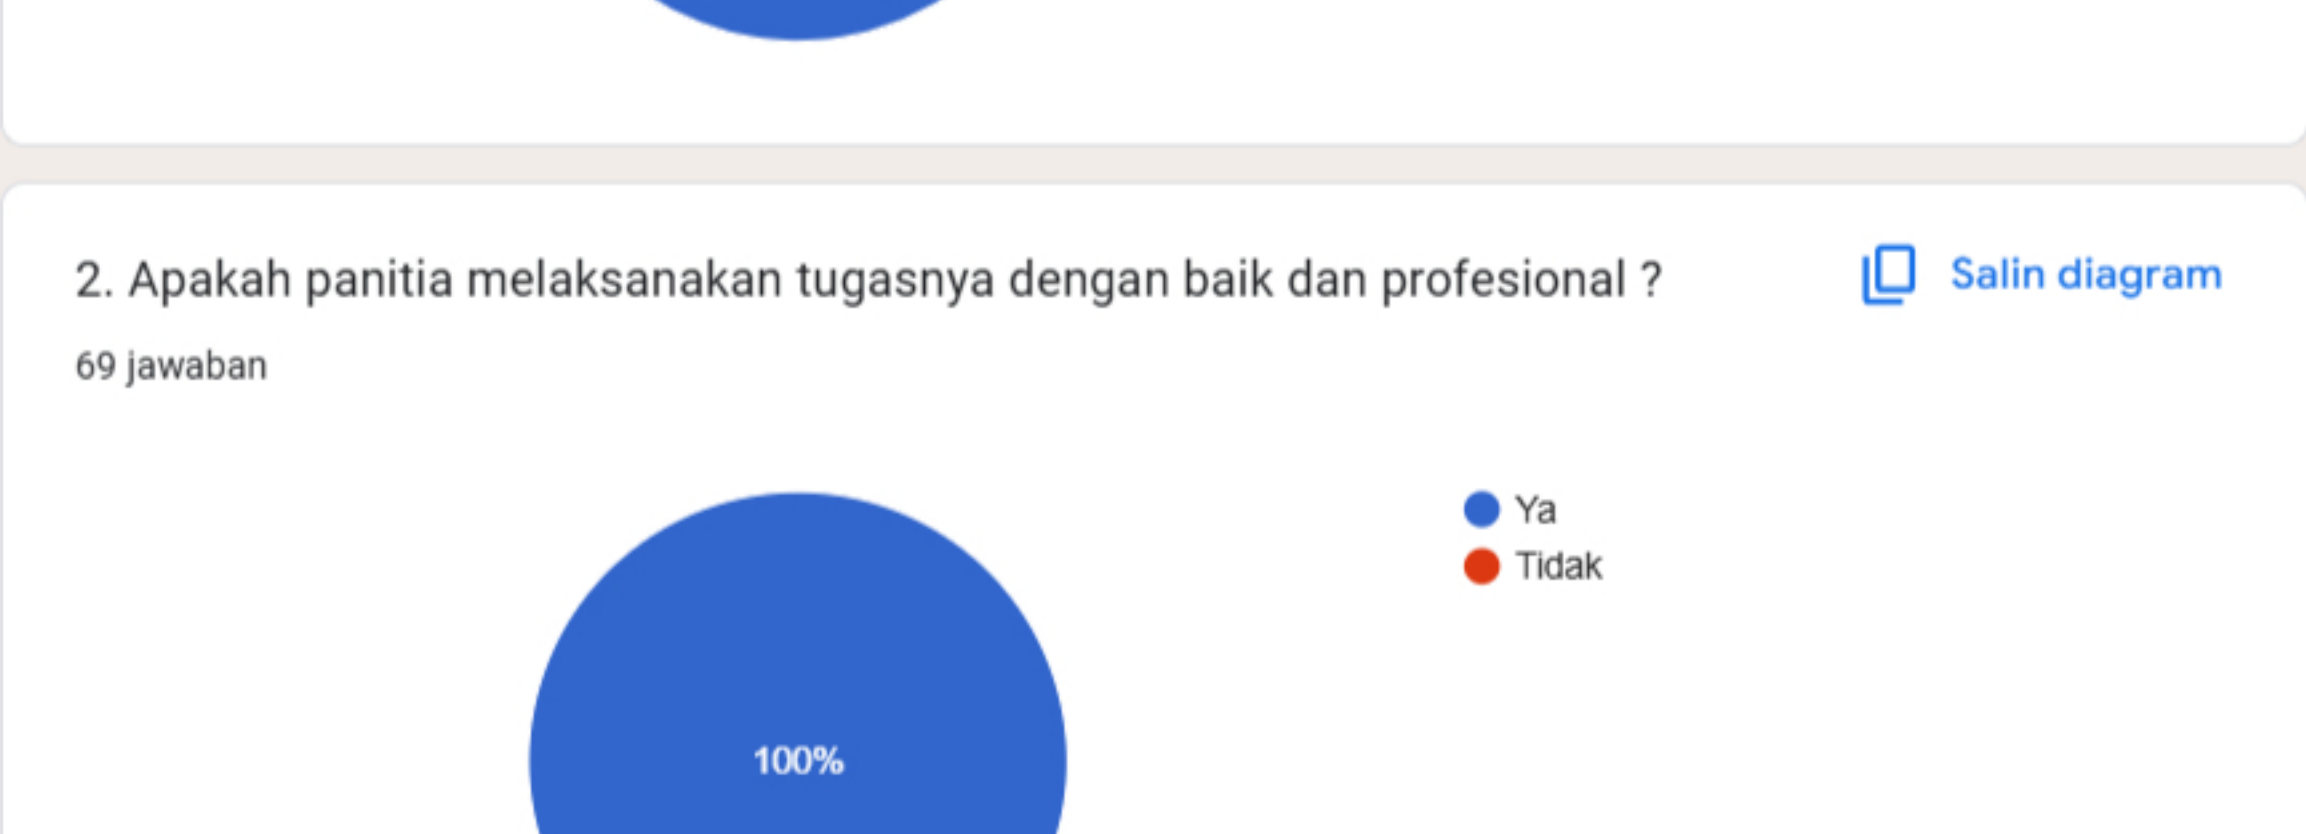 2. Apakah panitia melaksanakan tugasnya dengan baik dan profesional ?
Salin diagram
69 jawaban
Ya
Tidak
100%